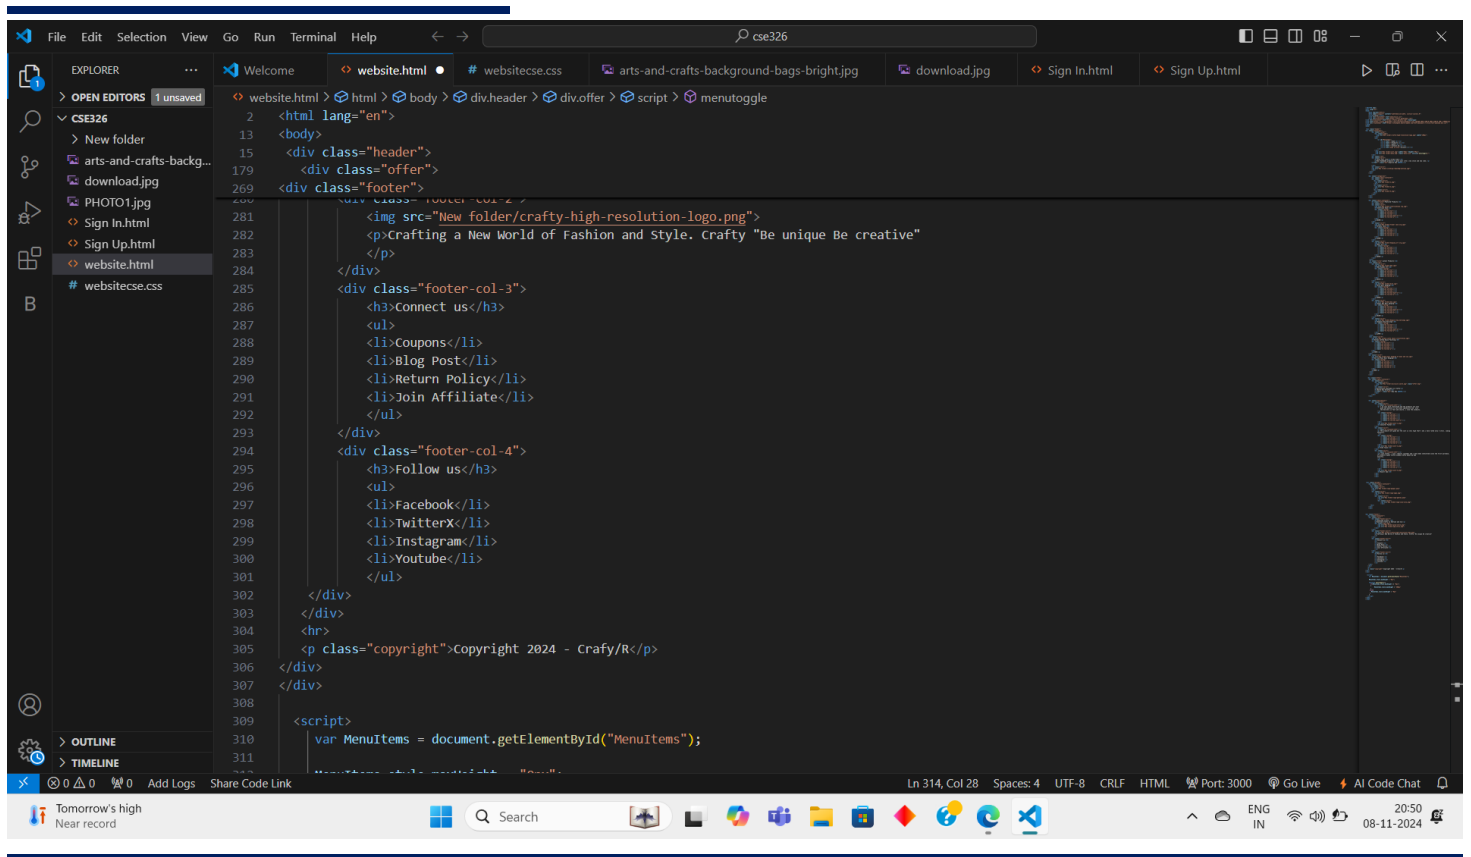 File Edit Selection View Go Run Terminal Help
cse326
EXPLORER
Welcome
website.html
# websitecse.css
arts-and-crafts-background-bags-bright.jpg
download.jpg
Sign In.html
Sign Up.html
OPEN EDITORS 1 unsaved
CSE326
New folder
arts-and-crafts-backg...
download.jpg
PHOTO1.jpg
Sign In.html
Sign Up.html
website.html
# websitecse.css
OUTLINE
TIMELINE
website.html > html > body > div.header > div.offer > script > menutoggle
2 <html lang="en">
13 <body>
15 <div class="header">
179 <div class="offer">
269 <div class="footer">
280 <div class="footer-col-2">
281 <img src="New folder/crafty-high-resolution-logo.png">
282 <p>Crafting a New World of Fashion and Style. Crafty "Be unique Be creative"
283 </p>
284 </div>
285 <div class="footer-col-3">
286 <h3>Connect us</h3>
287 <ul>
288 <li>Coupons</li>
289 <li>Blog Post</li>
290 <li>Return Policy</li>
291 <li>Join Affiliate</li>
292 </ul>
293 </div>
294 <div class="footer-col-4">
295 <h3>Follow us</h3>
296 <ul>
297 <li>Facebook</li>
298 <li>TwitterX</li>
299 <li>Instagram</li>
300 <li>Youtube</li>
301 </ul>
302 </div>
303 </div>
304 <hr>
305 <p class="copyright">Copyright 2024 - Crafy/R</p>
306 </div>
307 </div>
308
309 <script>
310 var MenuItems = document.getElementById("MenuItems");
311
0 0 0 Add Logs Share Code Link
Ln 314, Col 28 Spaces: 4 UTF-8 CRLF HTML Port: 3000 Go Live AI Code Chat
Tomorrow's high
Near record
Search
ENG
IN
20:50
08-11-2024